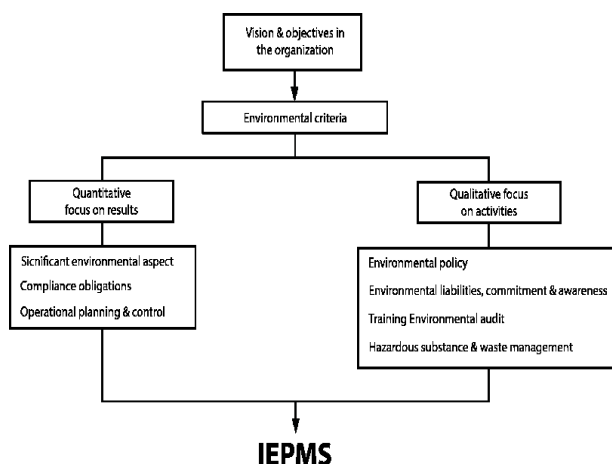 Vision & objectives in
the organization
Environmental criteria
Quantitative
focus on results
Qualitative focus
on activities
Sicnificant environmental aspect
Compliance obligations
Operational planning & control
Environmental policy
Environmental liabilities, commitment & awareness
Training Environmental audit
Hazardous substance & waste management
IEPMS